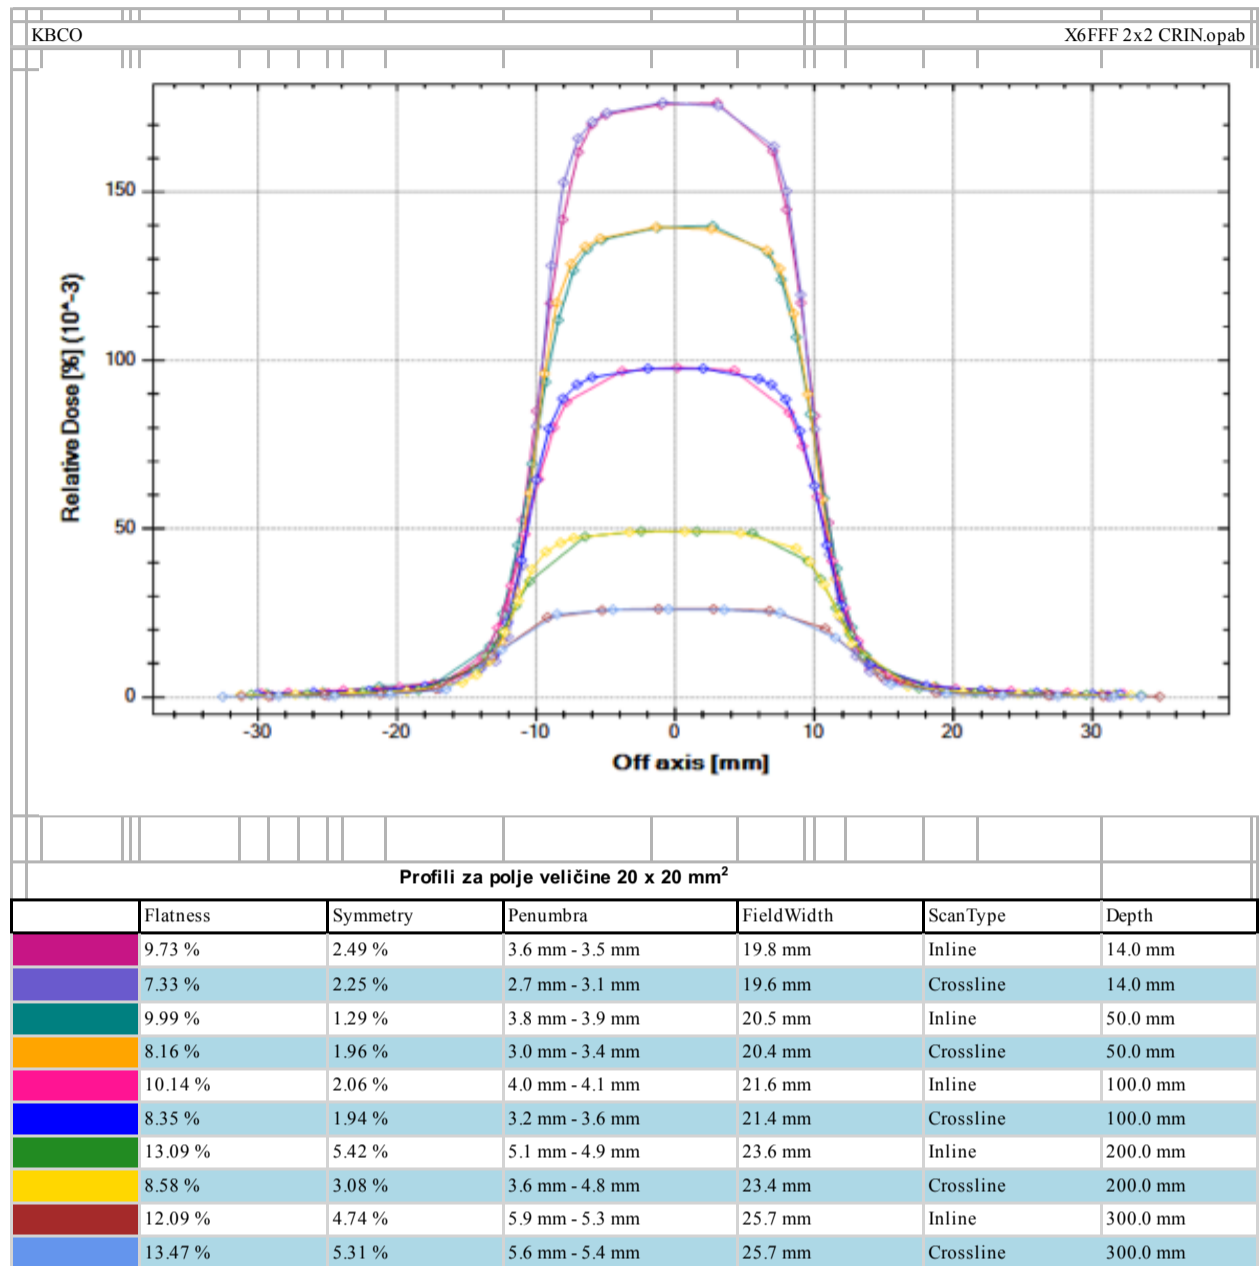 KBCO X6FFF 2x2 CRIN.opab
150
100
50
0
Relative Dose [%] (10^-3)
-30 -20 -10 0 10 20 30
Off axis [mm]
Profili za polje veličine 20 x 20 mm²
Flatness Symmetry Penumbra FieldWidth ScanType Depth
9.73 % 2.49 % 3.6 mm - 3.5 mm 19.8 mm Inline 14.0 mm
7.33 % 2.25 % 2.7 mm - 3.1 mm 19.6 mm Crossline 14.0 mm
9.99 % 1.29 % 3.8 mm - 3.9 mm 20.5 mm Inline 50.0 mm
8.16 % 1.96 % 3.0 mm - 3.4 mm 20.4 mm Crossline 50.0 mm
10.14 % 2.06 % 4.0 mm - 4.1 mm 21.6 mm Inline 100.0 mm
8.35 % 1.94 % 3.2 mm - 3.6 mm 21.4 mm Crossline 100.0 mm
13.09 % 5.42 % 5.1 mm - 4.9 mm 23.6 mm Inline 200.0 mm
8.58 % 3.08 % 3.6 mm - 4.8 mm 23.4 mm Crossline 200.0 mm
12.09 % 4.74 % 5.9 mm - 5.3 mm 25.7 mm Inline 300.0 mm
13.47 % 5.31 % 5.6 mm - 5.4 mm 25.7 mm Crossline 300.0 mm